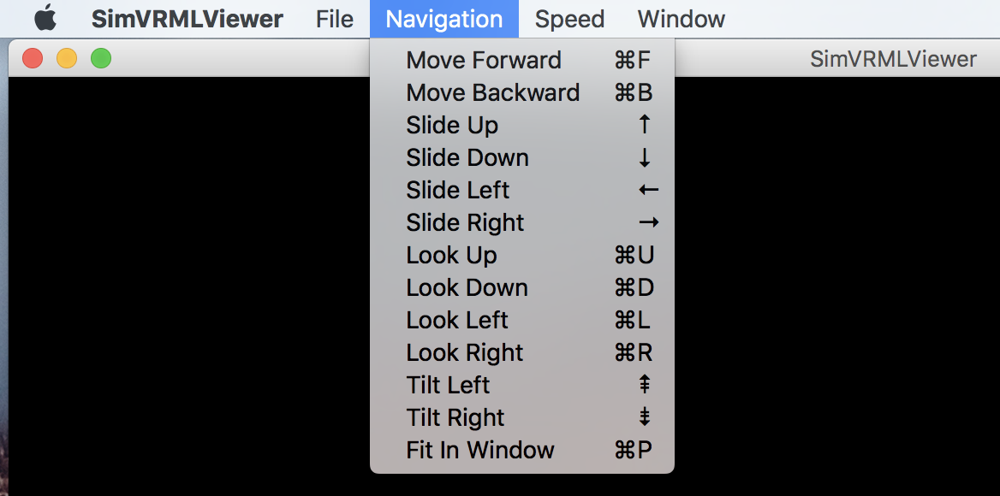 SimVRMLViewer File Navigation Speed Window
SimVRMLViewer
Move Forward ⌘F
Move Backward ⌘B
Slide Up ↑
Slide Down ↓
Slide Left ←
Slide Right →
Look Up ⌘U
Look Down ⌘D
Look Left ⌘L
Look Right ⌘R
Tilt Left ⇞
Tilt Right ⇟
Fit In Window ⌘P